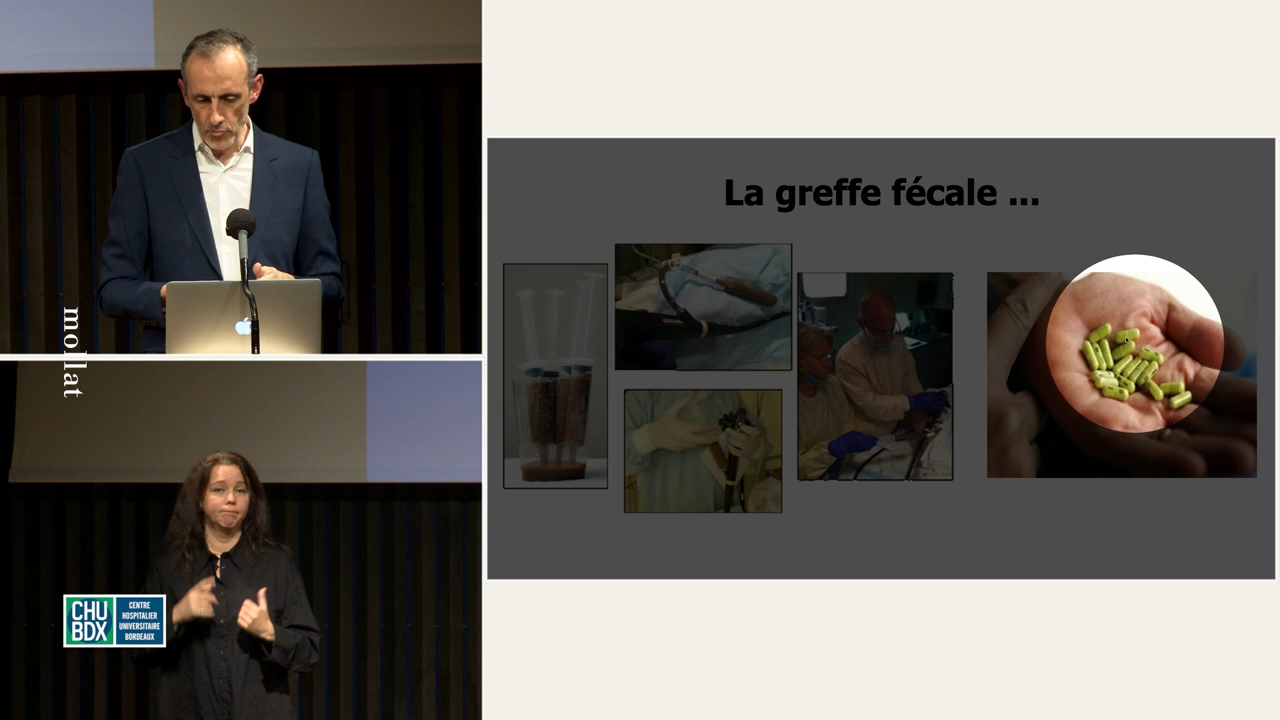 mollat
CHU
BDX
CENTRE
HOSPITALIER
UNIVERSITAIRE
BORDEAUX
La greffe fécale ...